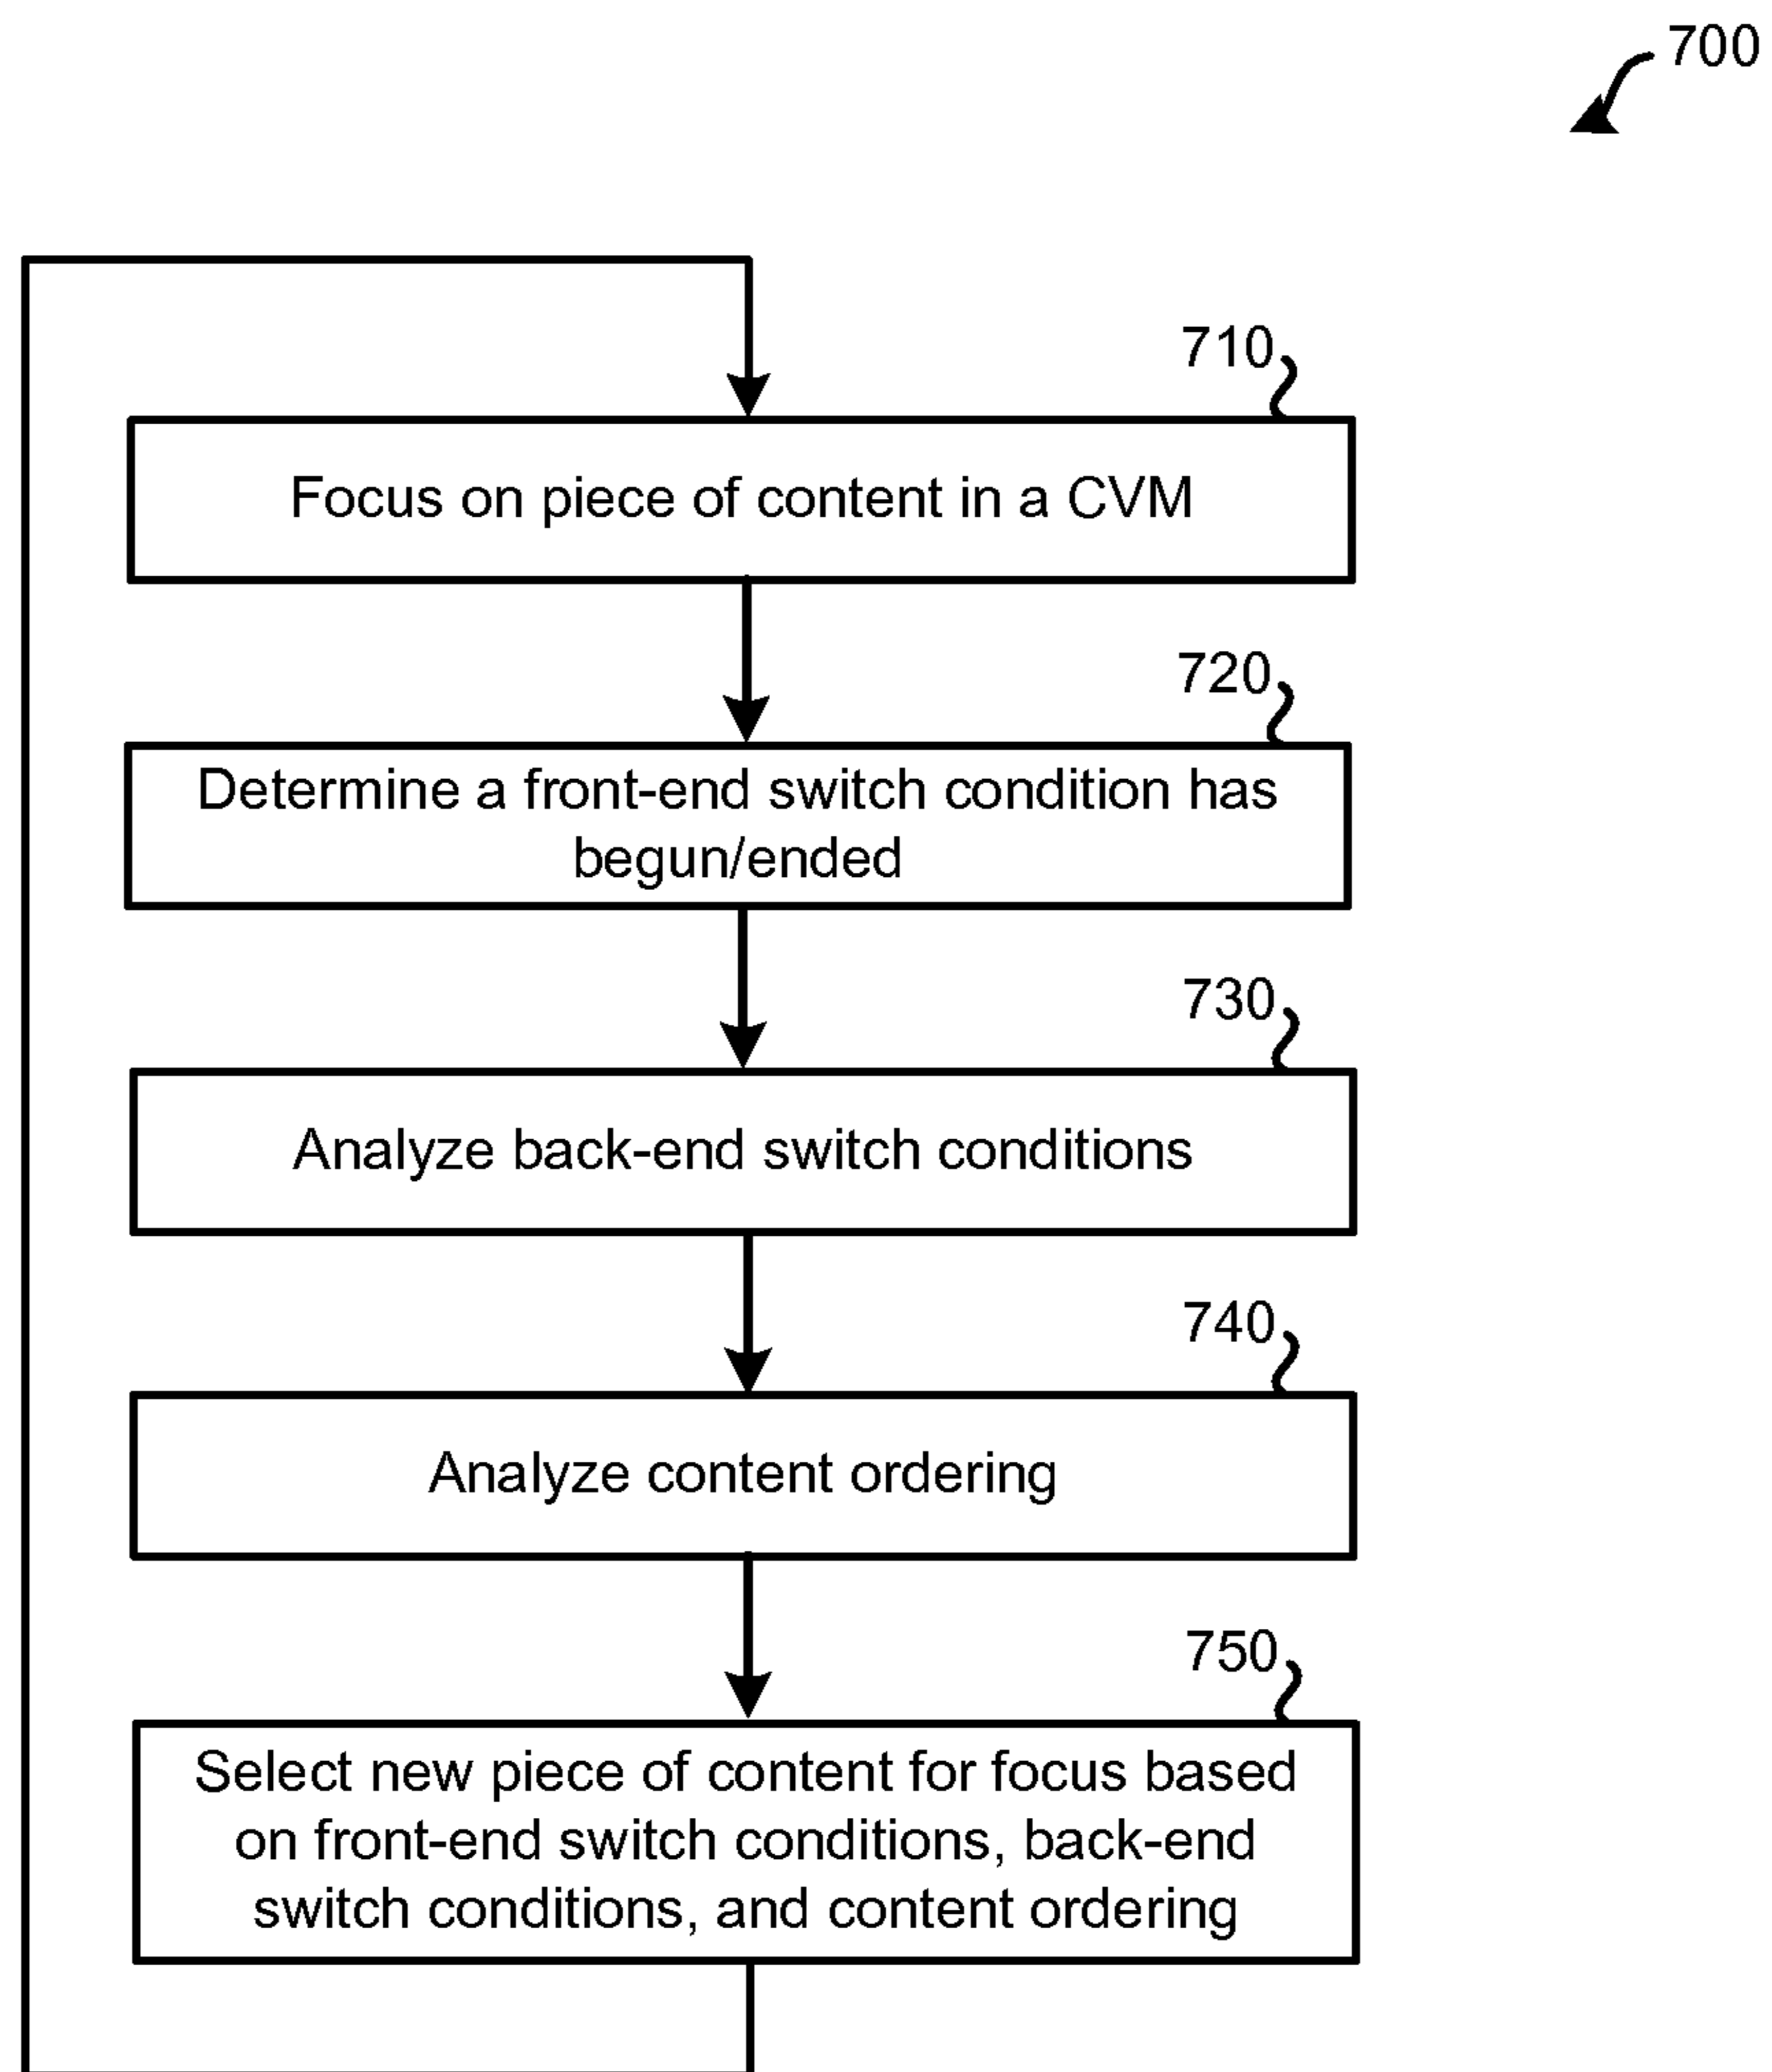 700
710
Focus on piece of content in a CVM
720
Determine a front-end switch condition has
begun/ended
730
Analyze back-end switch conditions
740
Analyze content ordering
750
Select new piece of content for focus based
on front-end switch conditions, back-end
switch conditions, and content ordering